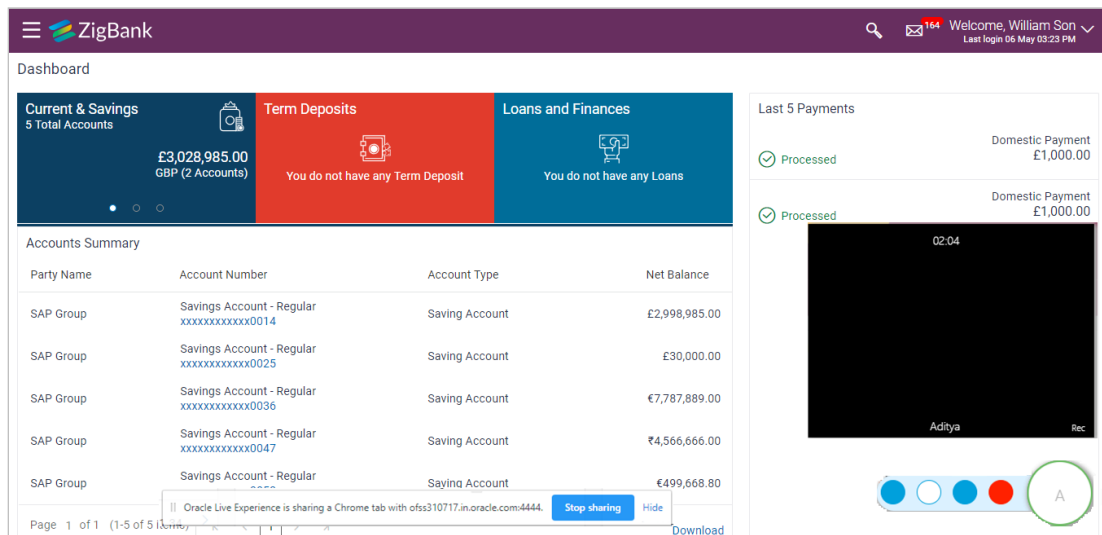 ZigBank
164
Welcome, William Son
Last login 06 May 03:23 PM
Dashboard
Current & Savings
5 Total Accounts
£3,028,985.00
GBP (2 Accounts)
Term Deposits
You do not have any Term Deposit
Loans and Finances
You do not have any Loans
Last 5 Payments
Domestic Payment
Processed £1,000.00
Domestic Payment
Processed £1,000.00
Accounts Summary
Party Name Account Number Account Type Net Balance
SAP Group Savings Account - Regular Saving Account £2,998,985.00
xxxxxxxxxxxx0014
SAP Group Savings Account - Regular Saving Account £30,000.00
xxxxxxxxxxxx0025
SAP Group Savings Account - Regular Saving Account €7,787,889.00
xxxxxxxxxxxx0036
SAP Group Savings Account - Regular Saving Account ₹4,566,666.00
xxxxxxxxxxxx0047
SAP Group Savings Account - Regular Saving Account €499,668.80
Oracle Live Experience is sharing a Chrome tab with ofss310717.in.oracle.com:4444. Stop sharing Hide
Page 1 of 1 (1-5 of 5 1
Download
02:04
Aditya
Rec
A